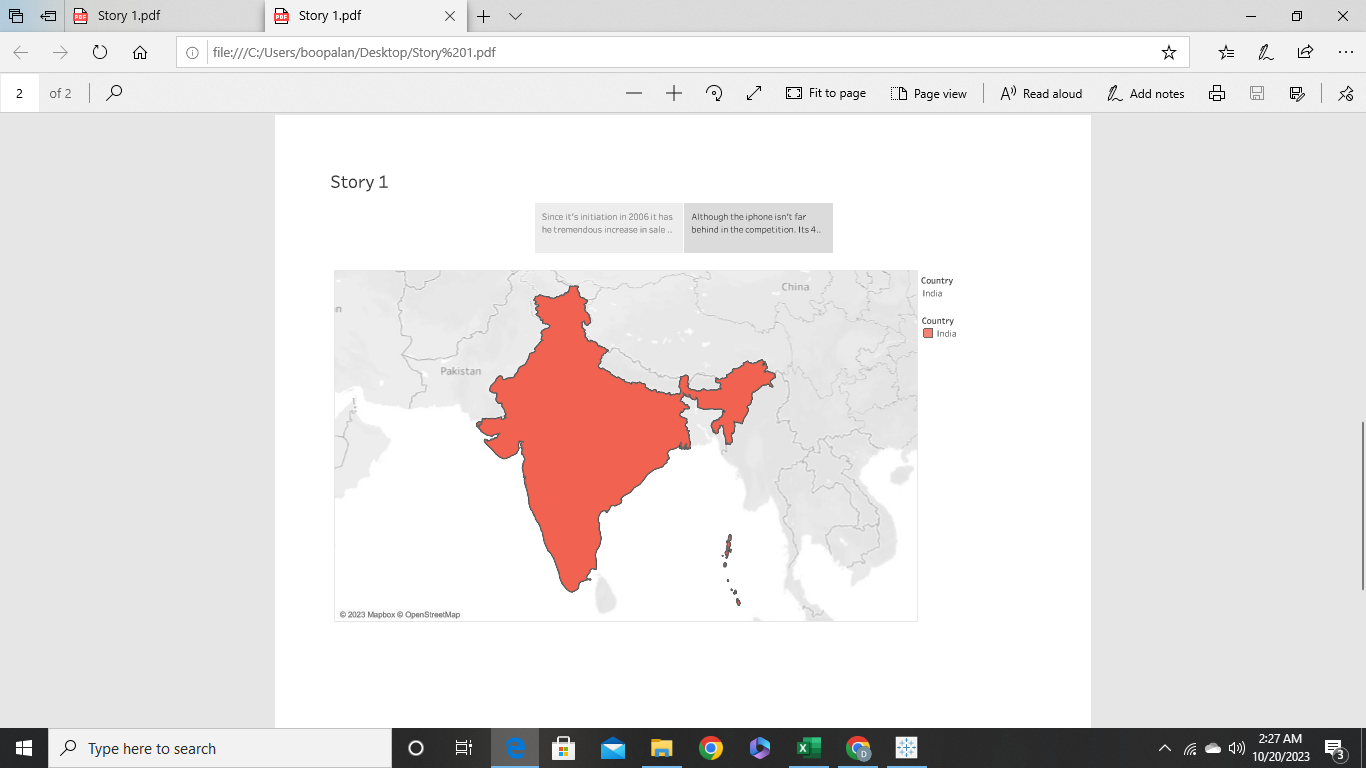 Story 1.pdf
Story 1.pdf
file:///C:/Users/boopalan/Desktop/Story%201.pdf
2 of 2
Fit to page
Page view
Read aloud
Add notes
Story 1
Since it's initiation in 2006 it has
he tremendous increase in sale ..
Although the iphone isn't far
behind in the competition. Its 4..
Country
India
Country
India
China
n
Pakistan
© 2023 Mapbox © OpenStreetMap
Type here to search
D
2:27 AM
10/20/2023
3